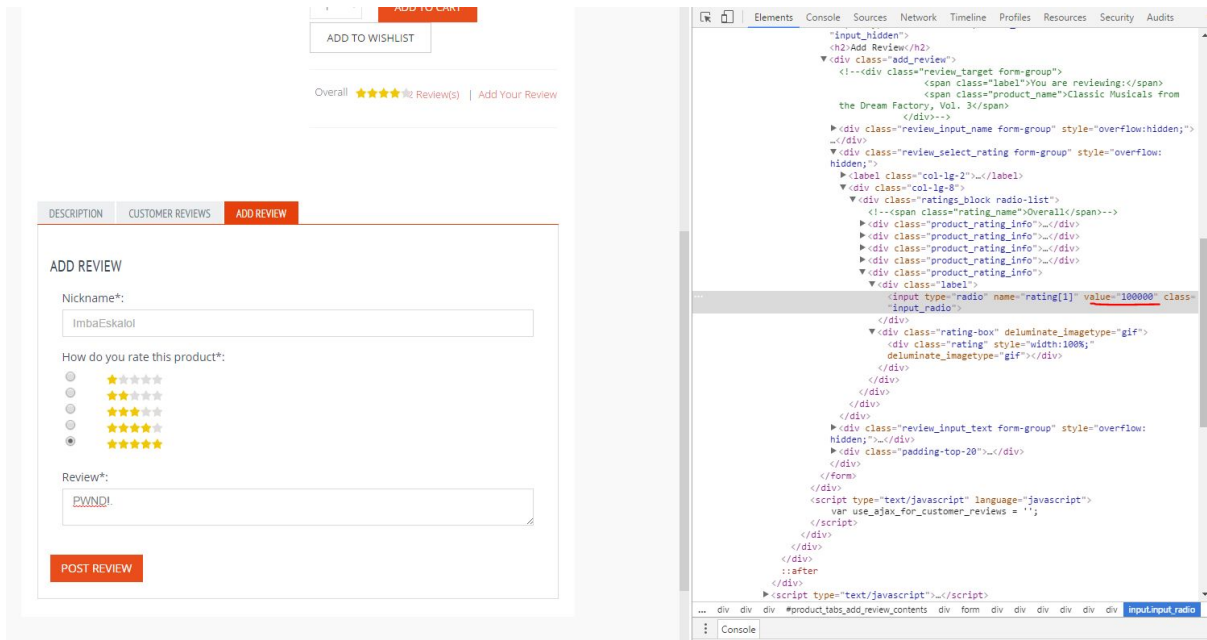 ADD TO CART
ADD TO WISHLIST
Overall Review(s) | Add Your Review
DESCRIPTION CUSTOMER REVIEWS ADD REVIEW
ADD REVIEW
Nickname*:
ImbaEskalol
How do you rate this product*:
Review*:
PWND!.
POST REVIEW
Elements Console Sources Network Timeline Profiles Resources Security Audits
"input_hidden">
<h2>Add Review</h2>
▼<div class="add_review">
<!--<div class="review_target form-group">
<span class="label">You are reviewing:</span>
<span class="product_name">Classic Musicals from
the Dream Factory, Vol. 3</span>
</div>-->
▶<div class="review_input_name form-group" style="overflow:hidden;">
…</div>
▼<div class="review_select_rating form-group" style="overflow:
hidden;">
▶<label class="col-lg-2">…</label>
▼<div class="col-lg-8">
▼<div class="ratings_block radio-list">
<!--<span class="rating_name">Overall</span>-->
▶<div class="product_rating_info">…</div>
▶<div class="product_rating_info">…</div>
▶<div class="product_rating_info">…</div>
▶<div class="product_rating_info">…</div>
▼<div class="product_rating_info">
▼<div class="label">
<input type="radio" name="rating[1]" value="100000" class=
"input_radio">
</div>
▼<div class="rating-box" deluminate_imagetype="gif">
<div class="rating" style="width:100%;"
deluminate_imagetype="gif"></div>
</div>
</div>
</div>
</div>
▶<div class="review_input_text form-group" style="overflow:
hidden;">…</div>
▶<div class="padding-top-20">…</div>
</div>
</form>
</div>
<script type="text/javascript" language="javascript">
var use_ajax_for_customer_reviews = '';
</script>
</div>
</div>
</div>
::after
</div>
▶<script type="text/javascript">…</script>
... div div div #product_tabs_add_review_contents div form div div div div div div input.input_radio
Console